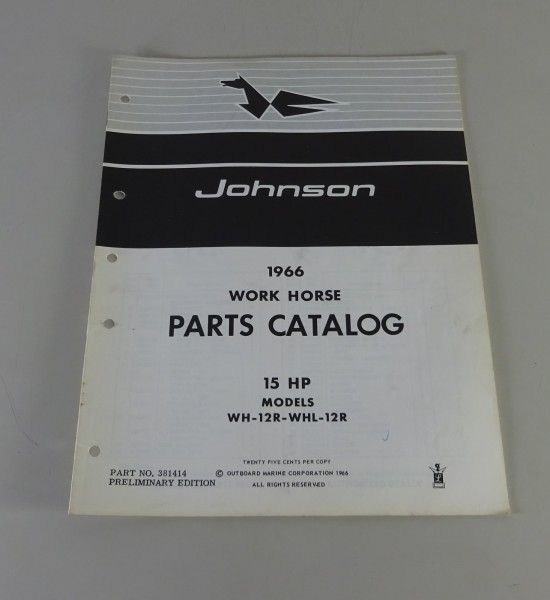 Johnson
1966
WORK HORSE
PARTS CATALOG
15 HP
MODELS
WH-12R-WHL-12R
TWENTY FIVE CENTS PER COPY
PART NO. 381414
PRELIMINARY EDITION
© OUTBOARD MARINE CORPORATION 1966
ALL RIGHTS RESERVED